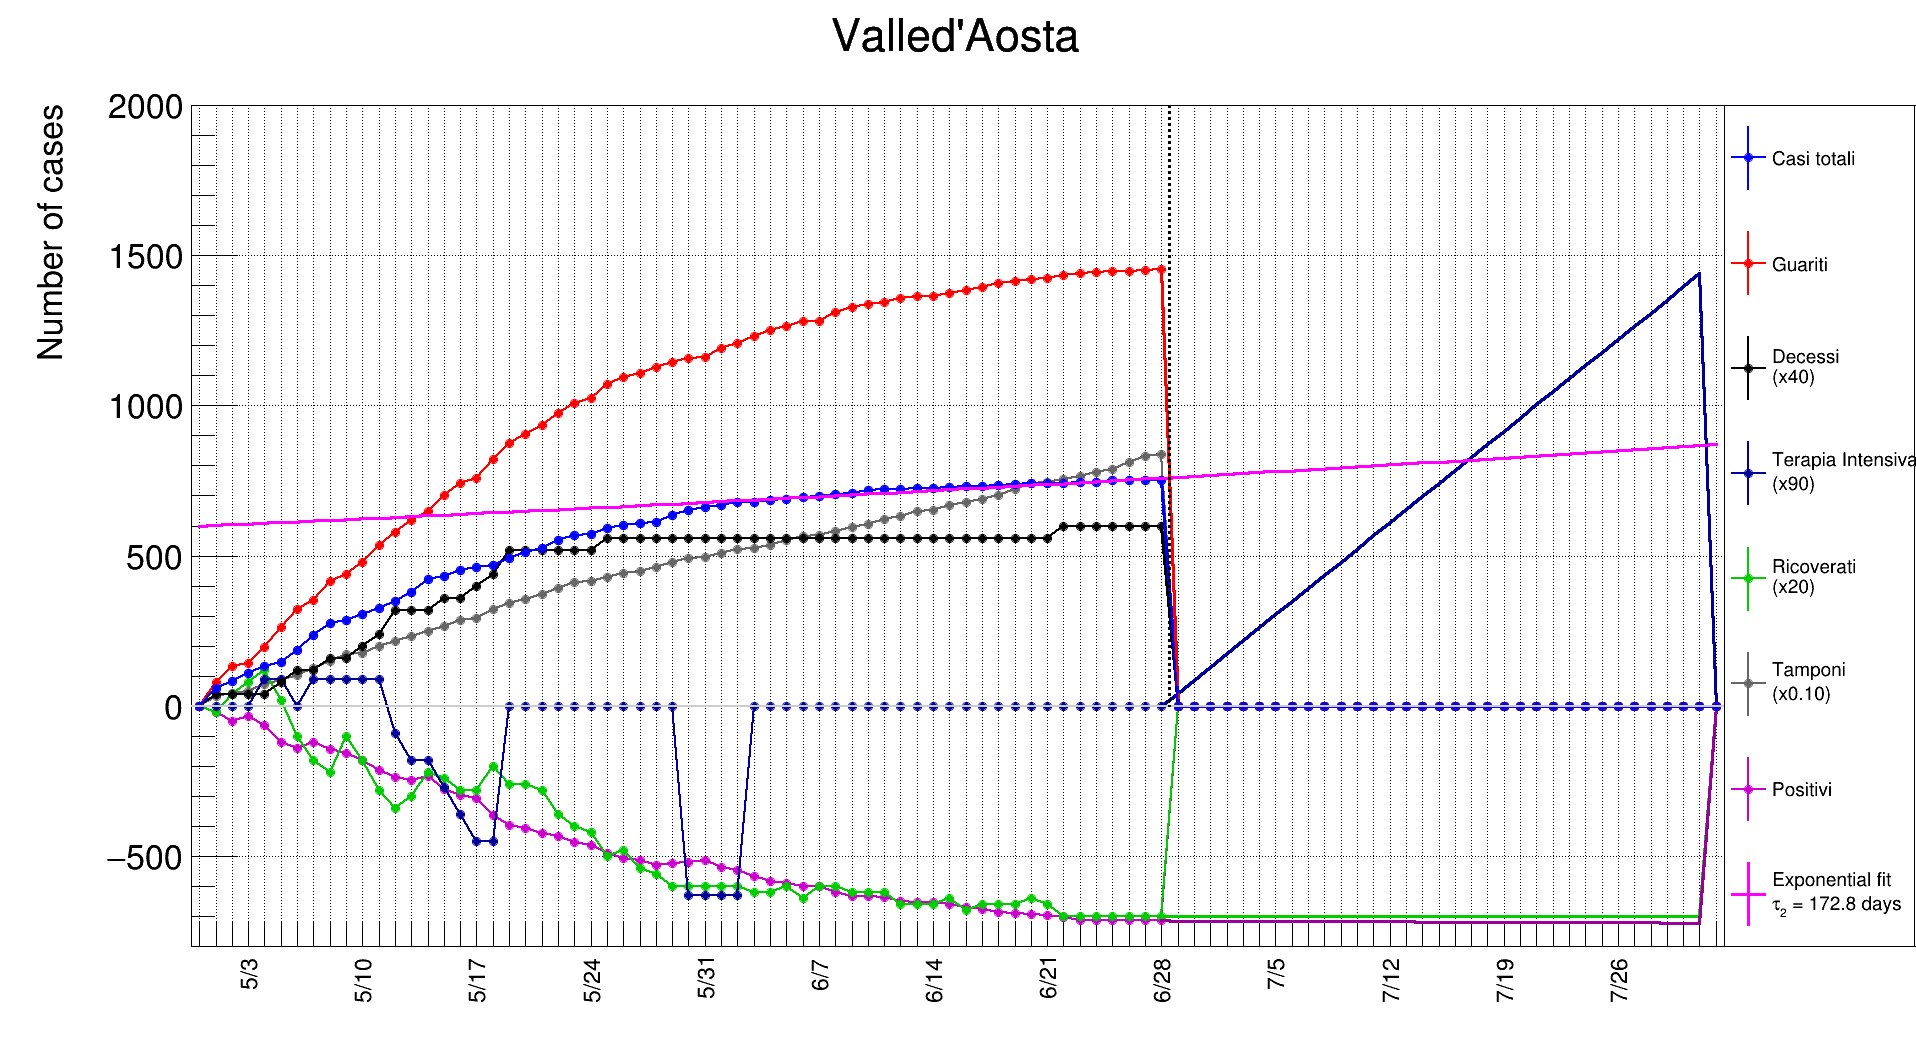 Valled'Aosta
Number of cases
2000
1500
1000
500
0
−500
5/3
5/10
5/17
5/24
5/31
6/7
6/14
6/21
6/28
7/5
7/12
7/19
7/26
Casi totali
Guariti
Decessi
(x40)
Terapia Intensiva
(x90)
Ricoverati
(x20)
Tamponi
(x0.10)
Positivi
Exponential fit
τ2 = 172.8 days